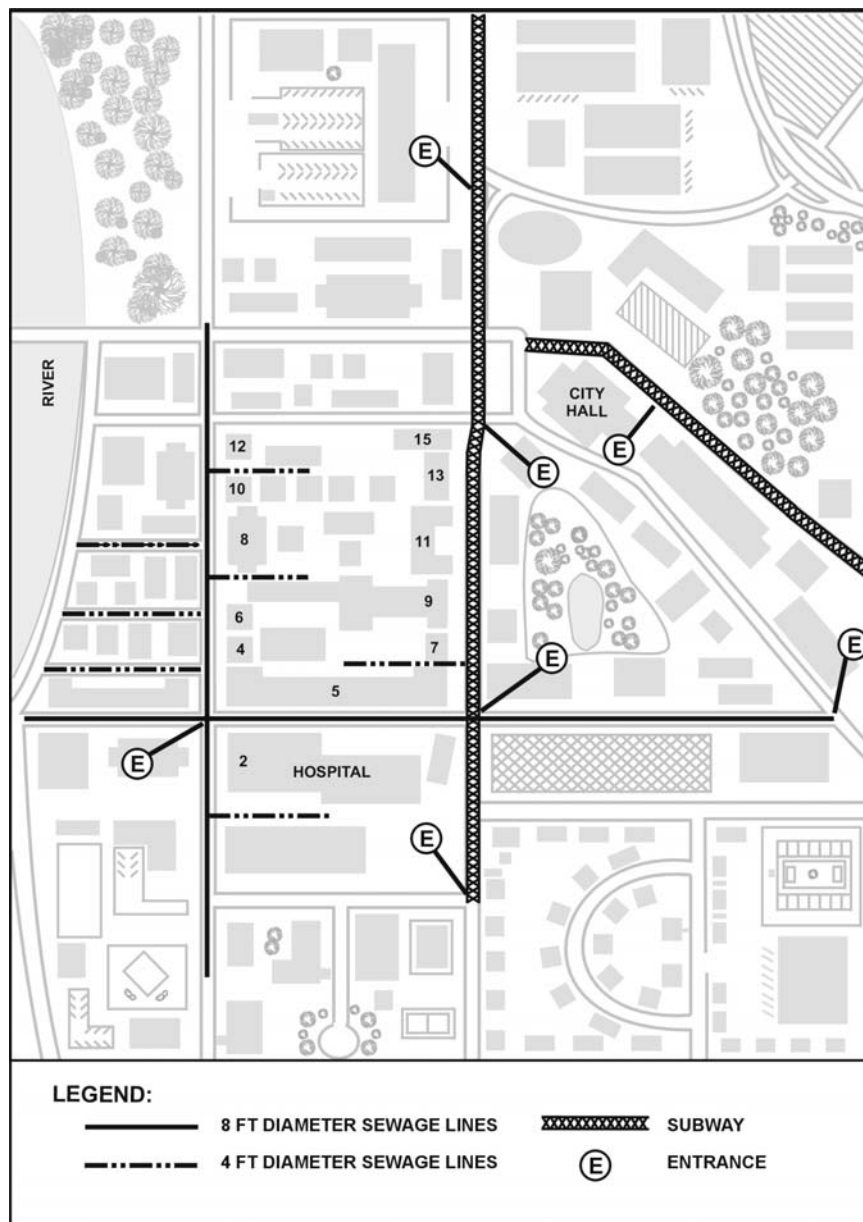 E
RIVER
CITY
HALL
E
E
12
15
10
13
8
11
9
6
4
7
E
E
5
E
2
HOSPITAL
E
LEGEND:
8 FT DIAMETER SEWAGE LINES
SUBWAY
4 FT DIAMETER SEWAGE LINES
E
ENTRANCE